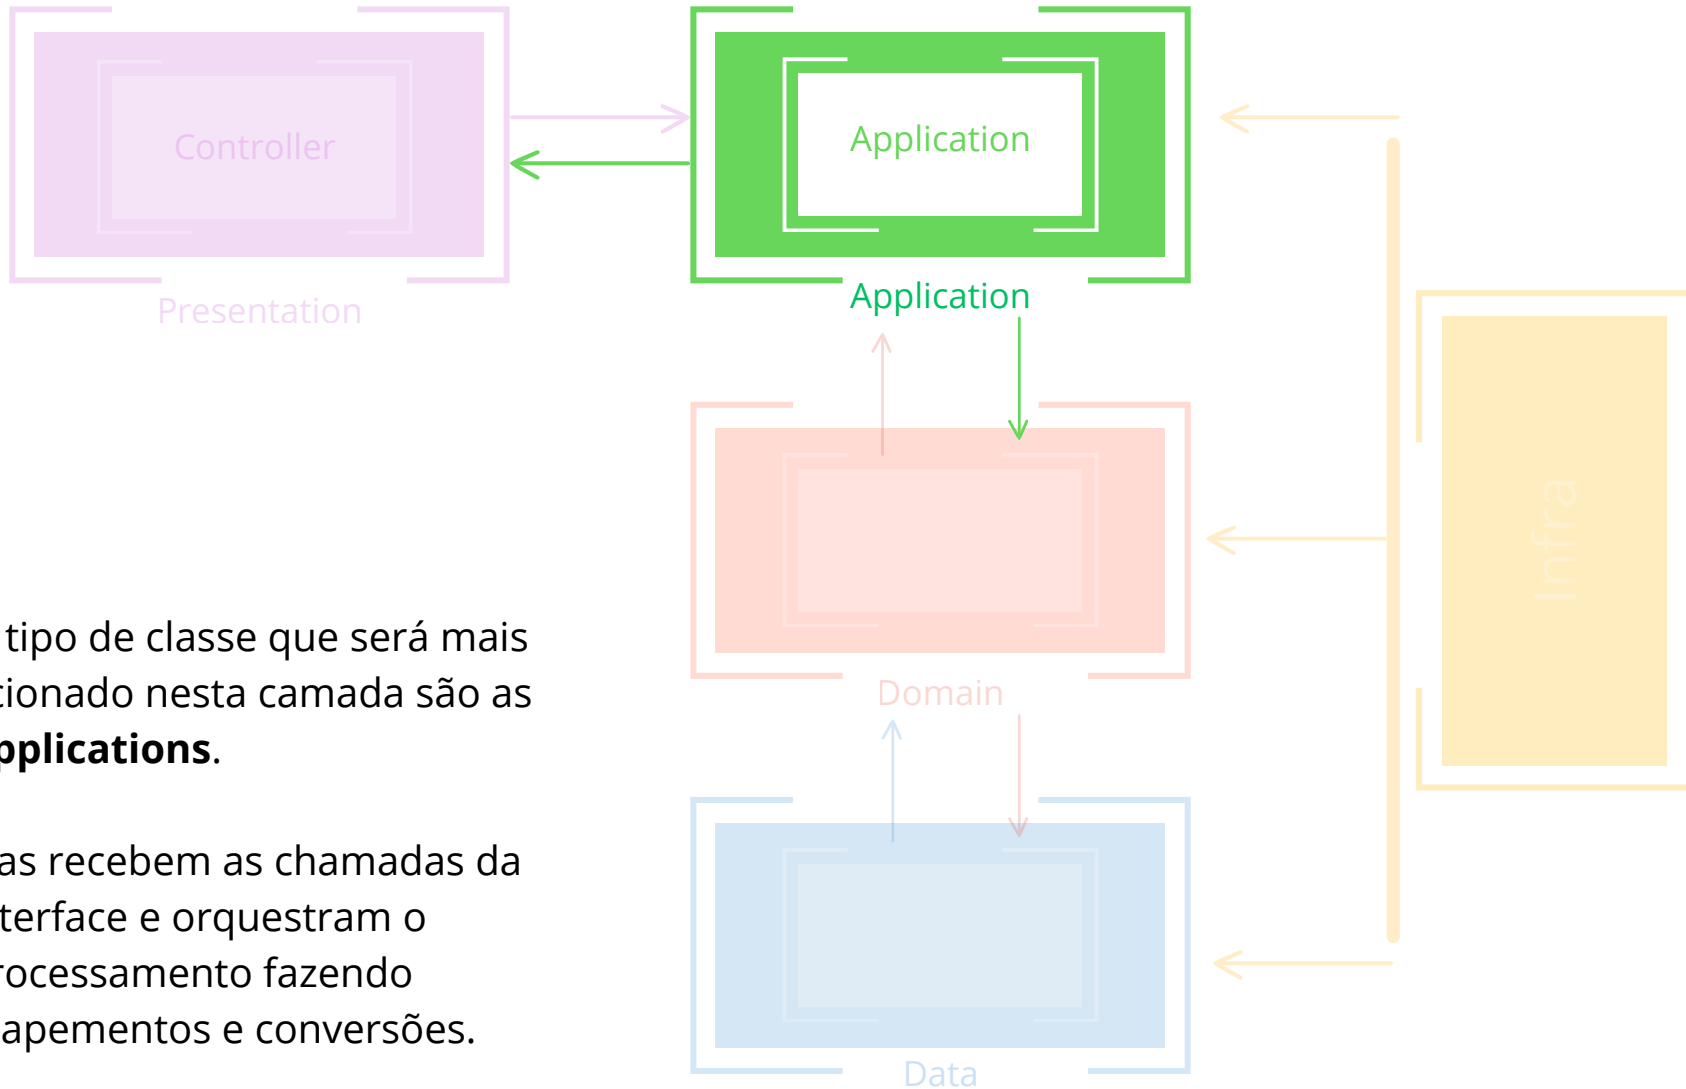 Controller
Application
Application
Presentation
Infra
tipo de classe que será mais
cionado nesta camada são as
pplications.
Domain
as recebem as chamadas da
terface e orquestram o
rocessamento fazendo
apementos e conversões.
Data